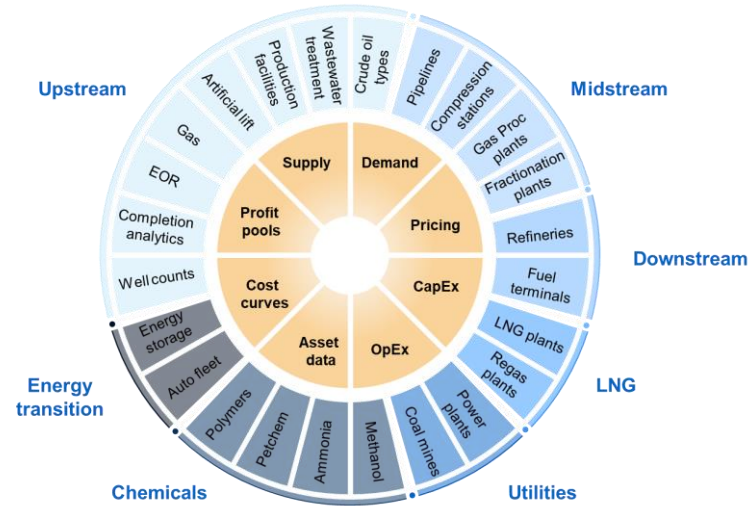 Upstream
Midstream
Downstream
LNG
Utilities
Chemicals
Energy
transition
Crude oil
types
Wastewater
treatment
Production
facilities
Artificial lift
Gas
EOR
Completion
analytics
Well counts
Pipelines
Compression
stations
Gas Proc
plants
Fractionation
plants
Refineries
Fuel
terminals
LNG plants
Regas
plants
Power
plants
Coal mines
Methanol
Ammonia
Petchem
Polymers
Auto fleet
Energy
storage
Supply
Demand
Pricing
CapEx
OpEx
Asset
data
Cost
curves
Profit
pools